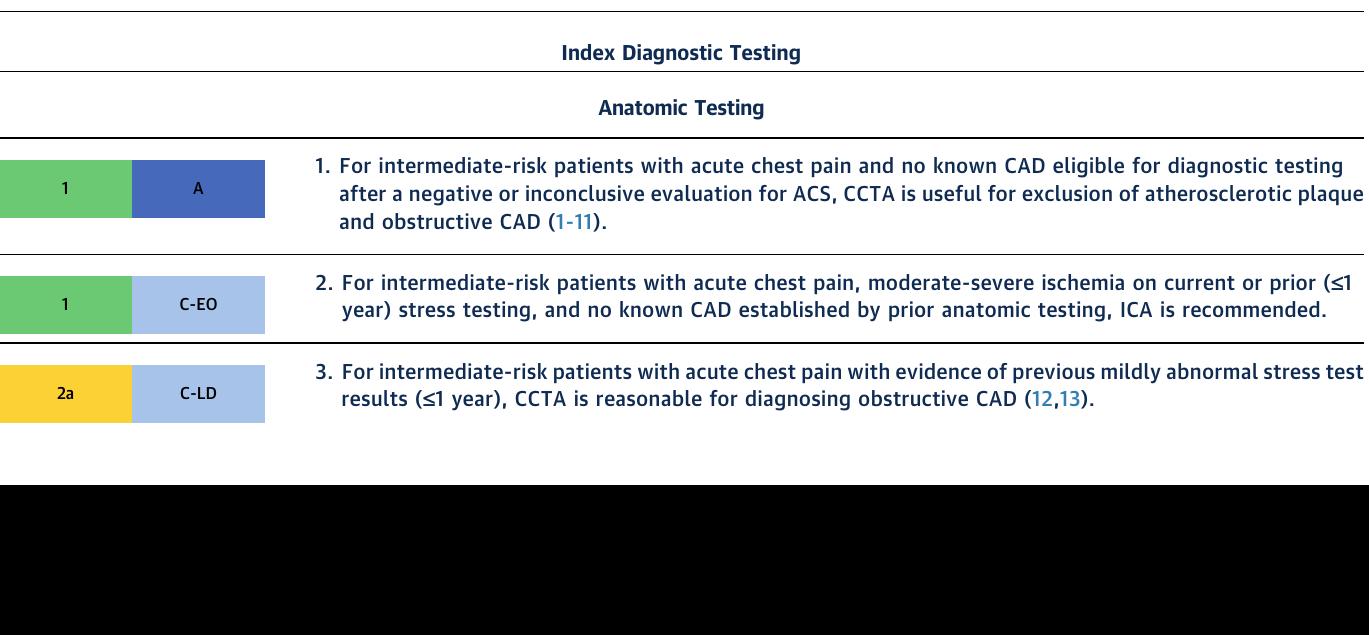 Index Diagnostic Testing
Anatomic Testing
1 A
1. For intermediate-risk patients with acute chest pain and no known CAD eligible for diagnostic testing
after a negative or inconclusive evaluation for ACS, CCTA is useful for exclusion of atherosclerotic plaque
and obstructive CAD (1-11).
1 C-EO
2. For intermediate-risk patients with acute chest pain, moderate-severe ischemia on current or prior (≤1
year) stress testing, and no known CAD established by prior anatomic testing, ICA is recommended.
2a C-LD
3. For intermediate-risk patients with acute chest pain with evidence of previous mildly abnormal stress test
results (≤1 year), CCTA is reasonable for diagnosing obstructive CAD (12,13).